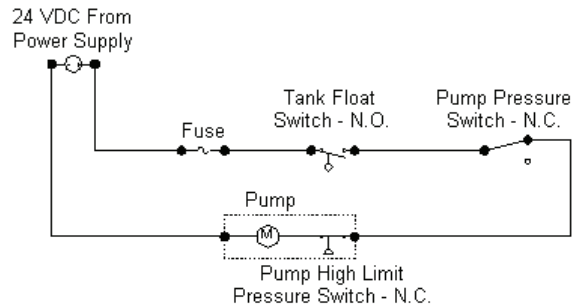 24 VDC From
Power Supply
Tank Float
Switch - N.O.
Pump Pressure
Switch - N.C.
Fuse
Pump
M
Pump High Limit
Pressure Switch - N.C.